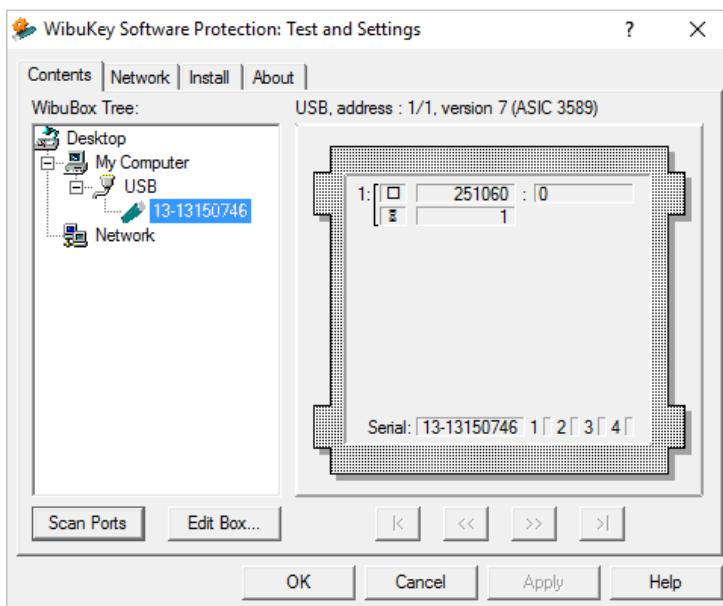 WibuKey Software Protection: Test and Settings ? X
Contents Network Install About
WibuBox Tree:
USB, address : 1/1, version 7 (ASIC 3589)
Desktop
My Computer
USB
13-13150746
Network
1: 251060 : 0
1
Serial: 13-13150746 1 2 3 4
Scan Ports Edit Box... |< << >> >|
OK Cancel Apply Help